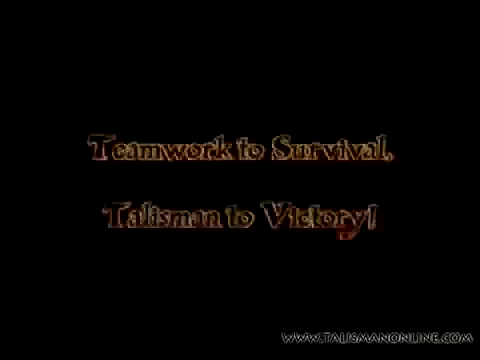 Teamwork to Survival,
Talisman to Victory!
WWW.TALISMANONLINE.COM